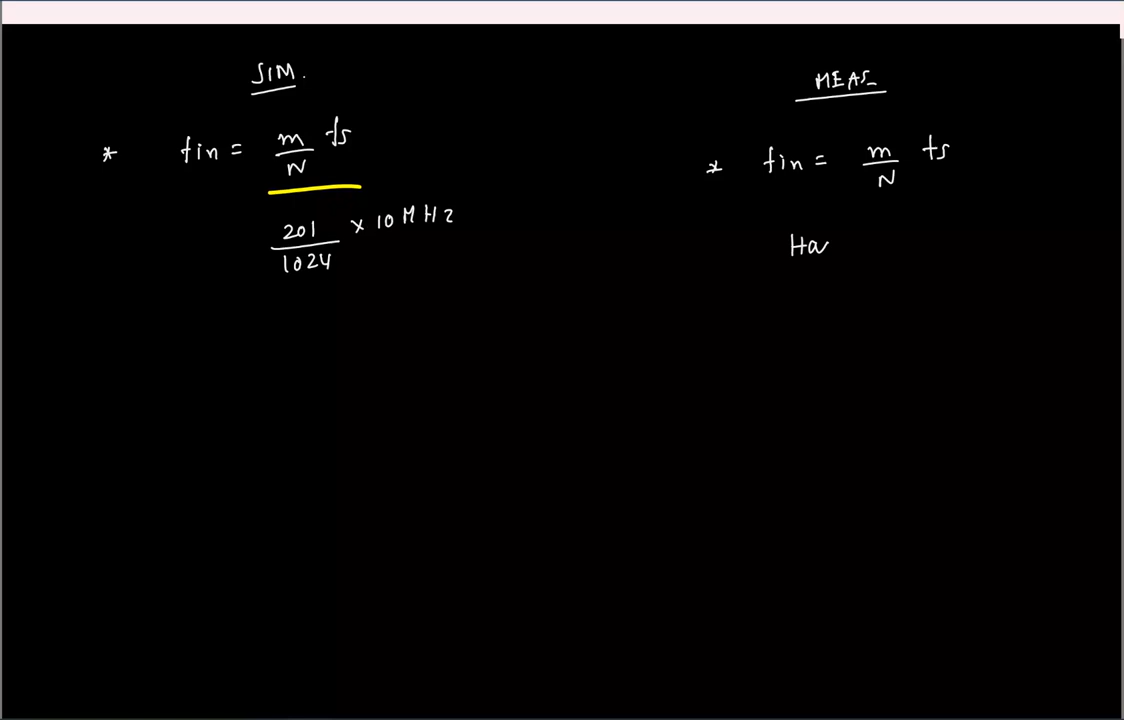 SIM.
* fin = m/N fs
201/1024 × 10 MHz
MEAS
* fin = m/N fs
Ha